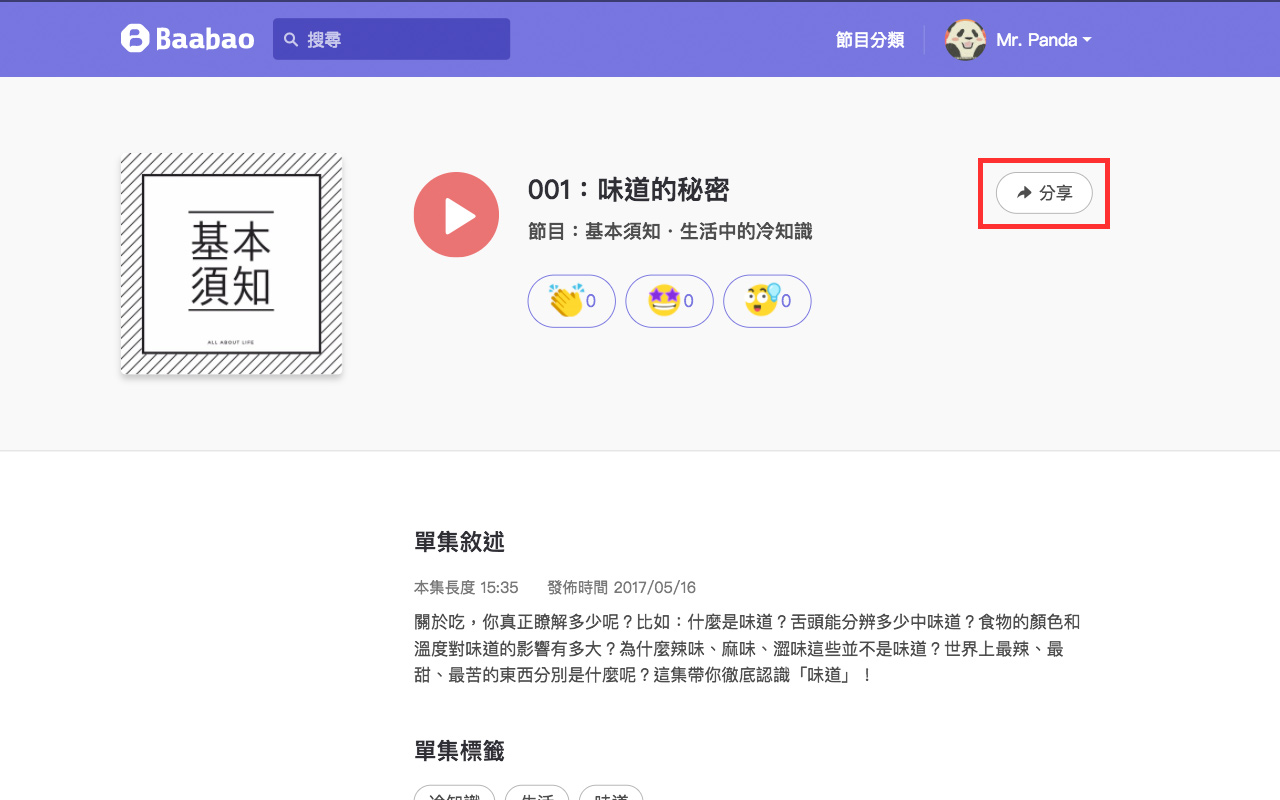 Baabao
搜尋
節目分類
Mr. Panda
基本
須知
ALL ABOUT LIFE
001：味道的秘密
節目：基本須知．生活中的冷知識
分享
0
0
0
單集敘述
本集長度 15:35 發佈時間 2017/05/16
關於吃，你真正瞭解多少呢？比如：什麼是味道？舌頭能分辨多少中味道？食物的顏色和
溫度對味道的影響有多大？為什麼辣味、麻味、澀味這些並不是味道？世界上最辣、最
甜、最苦的東西分別是什麼呢？這集帶你徹底認識「味道」！
單集標籤
冷知識
生活
味道